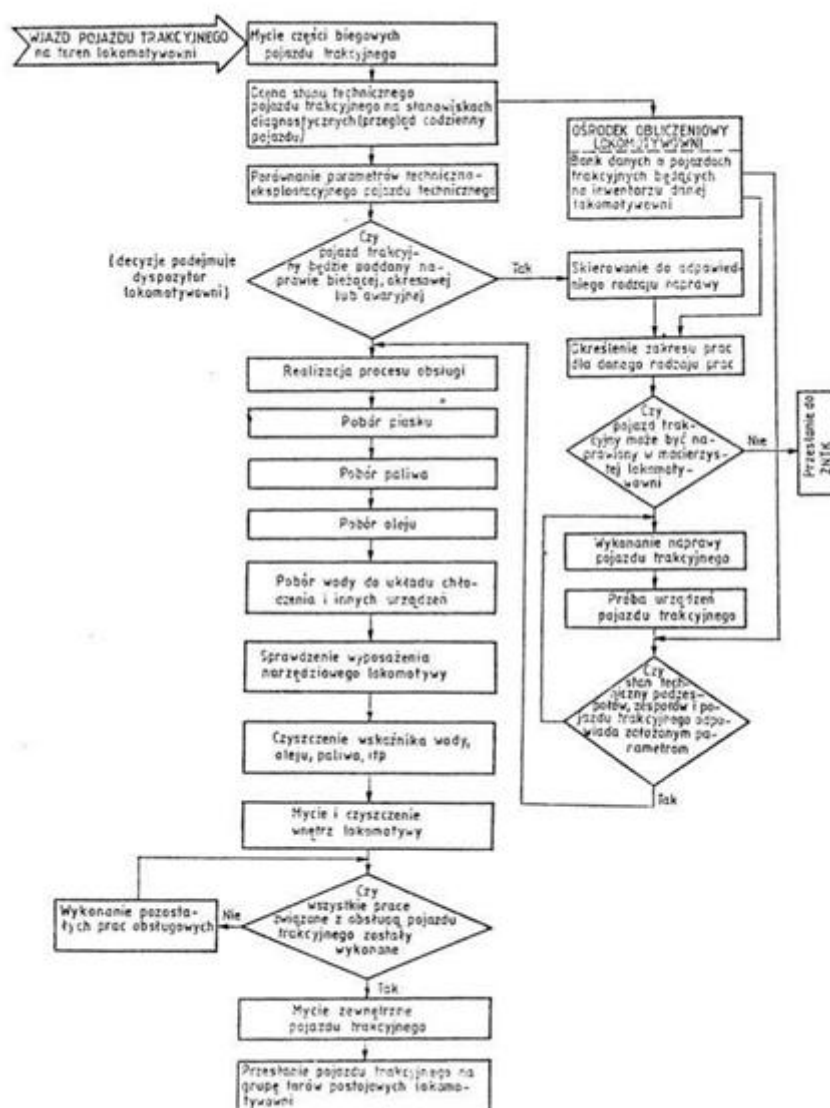 WJAZD POJAZDU TRAKCYJNEGO
na teren lokomotywowni
Mycie części biegowych
pojazdu trakcyjnego
Ocena stanu technicznego
pojazdu trakcyjnego na stanowiskach
diagnostycznych (przegląd codzienny
pojazdu)
OŚRODEK OBLICZENIOWY
LOKOMOTYWOWNI
Bank danych o pojazdach
trakcyjnych będących
na inwentarzu danej
lokomotywowni
Porównanie parametrów techniczno-
eksploatacyjnego pojazdu technicznego
(decyzje podejmuje
dyspozytor
lokomotywowni)
Czy
pojazd trakcyj-
ny będzie poddany na-
prawie bieżącej, okresowej
lub awaryjnej
Tak
Skierowanie do odpowied-
niego rodzaju naprawy
Określenie zakresu prac
dla danego rodzaju prac
Czy
pojazd trak-
cyjny może być na-
prawiony w macierzys-
tej lokomoty-
wowni
Nie
Przesłanie do
ZNTK
Wykonanie naprawy
pojazdu trakcyjnego
Próba urządzeń
pojazdu trakcyjnego
Czy
stan tech-
niczny podzes-
połów, zespołów i po-
jazdu trakcyjnego odpo-
wiada założonym pa-
rametrom
Tak
Realizacja procesu obsługi
Pobór piasku
Pobór paliwa
Pobór oleju
Pobór wody do układu chło-
dzenia i innych urządzeń
Sprawdzenie wyposażenia
narzędziowego lokomotywy
Czyszczenie wskaźnika wody,
oleju, paliwa, itp
Mycie i czyszczenie
wnętrz lokomotywy
Wykonanie pozosta-
łych prac obsługowych
Nie
Czy
wszystkie prace
związane z obsługą pojazdu
trakcyjnego zostały
wykonane
Tak
Mycie zewnętrzne
pojazdu trakcyjnego
Przesłanie pojazdu trakcyjnego na
grupę torów postojowych lokomo-
tywowni